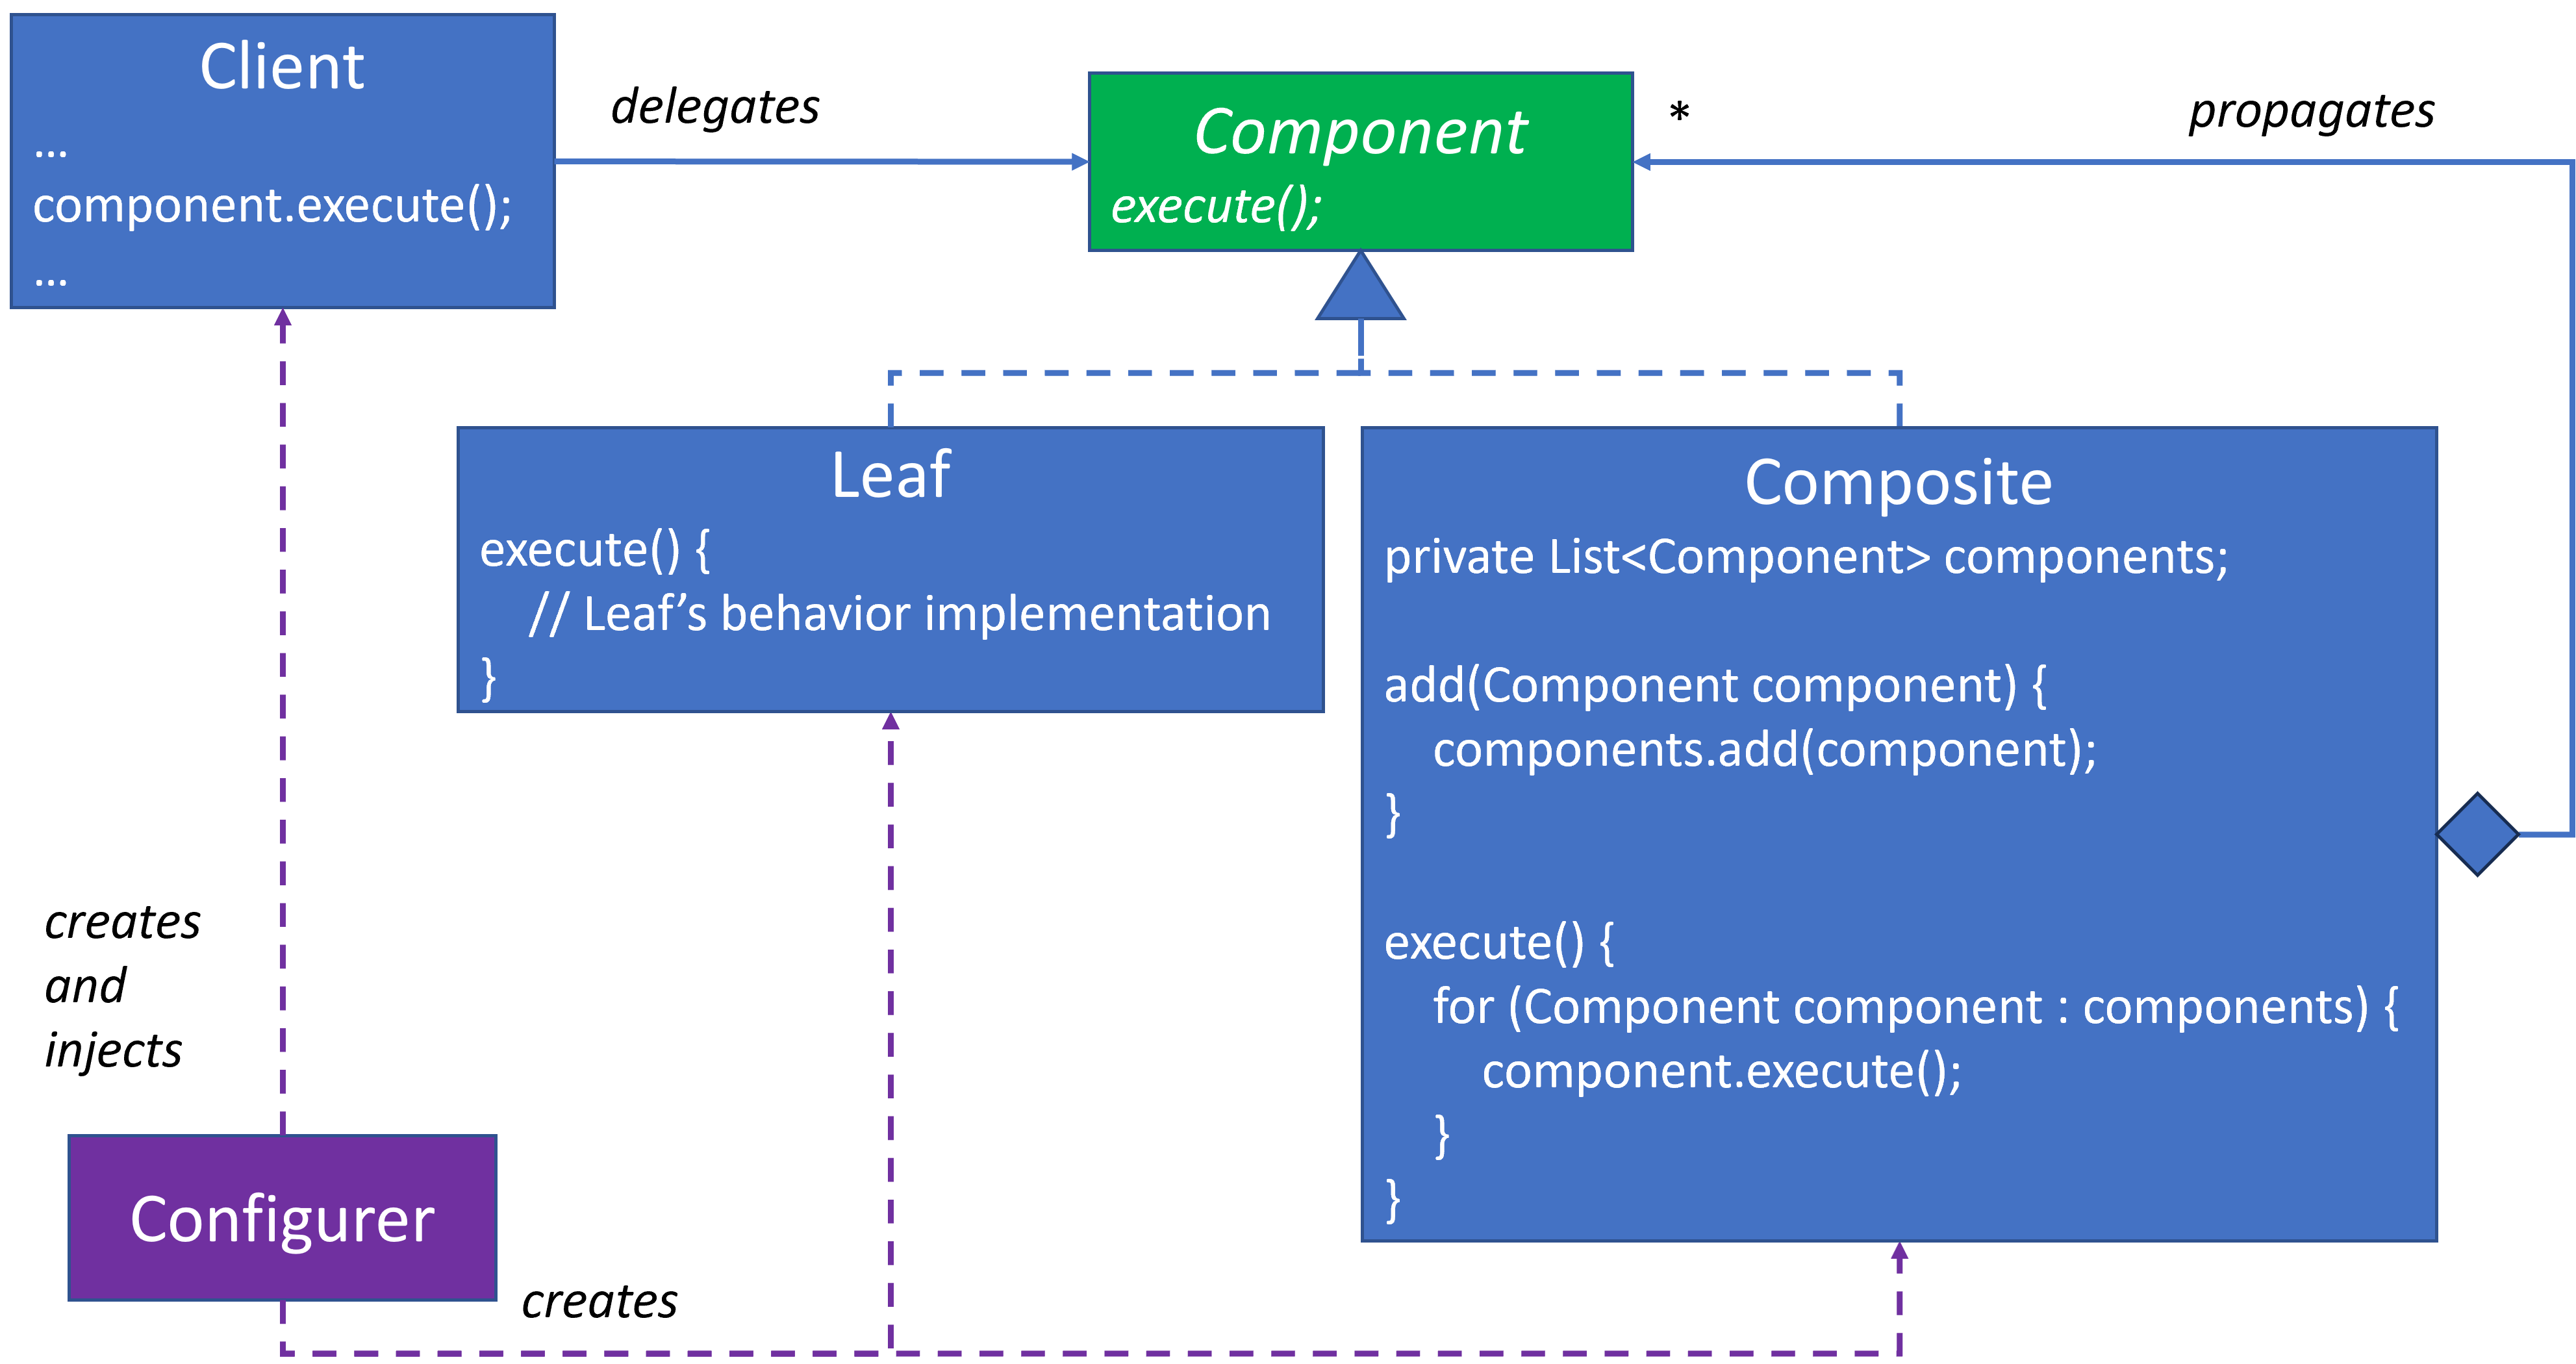 Client
...
component.execute();
...
delegates
Component
execute();
*
propagates
Leaf
execute() {
// Leaf’s behavior implementation
}
Composite
private List<Component> components;
add(Component component) {
components.add(component);
}
execute() {
for (Component component : components) {
component.execute();
}
}
creates
and
injects
Configurer
creates